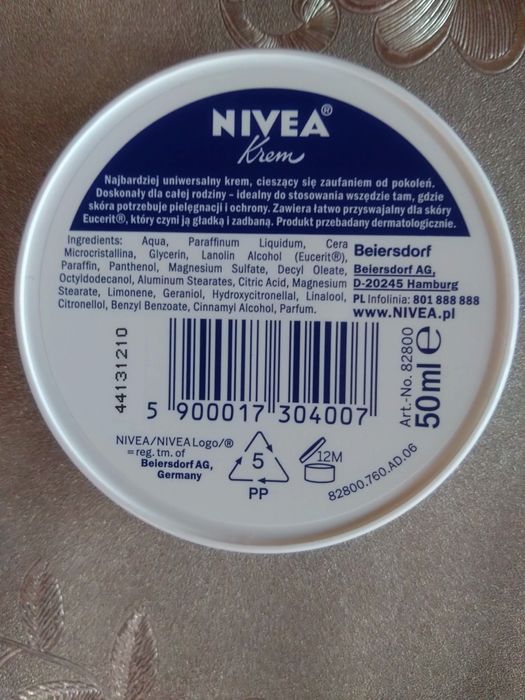 NIVEA®
Krem
Najbardziej uniwersalny krem, cieszący się zaufaniem od pokoleń.
Doskonały dla całej rodziny – idealny do stosowania wszędzie tam, gdzie
skóra potrzebuje pielęgnacji i ochrony. Zawiera łatwo przyswajalny dla skóry
Eucerit®, który czyni ją gładką i zadbaną. Produkt przebadany dermatologicznie.
Ingredients: Aqua, Paraffinum Liquidum, Cera
Microcristallina, Glycerin, Lanolin Alcohol (Eucerit®),
Paraffin, Panthenol, Magnesium Sulfate, Decyl Oleate,
Octyldodecanol, Aluminum Stearates, Citric Acid, Magnesium
Stearate, Limonene, Geraniol, Hydroxycitronellal, Linalool,
Citronellol, Benzyl Benzoate, Cinnamyl Alcohol, Parfum.
Beiersdorf
Beiersdorf AG,
D-20245 Hamburg
PL Infolinia: 801 888 888
www.NIVEA.pl
44131210
5 900017 304007
Art.-No. 82800
50ml e
NIVEA/NIVEA Logo/®
=reg. tm. of
Beiersdorf AG,
Germany
5
PP
12M
82800.760.AD.06